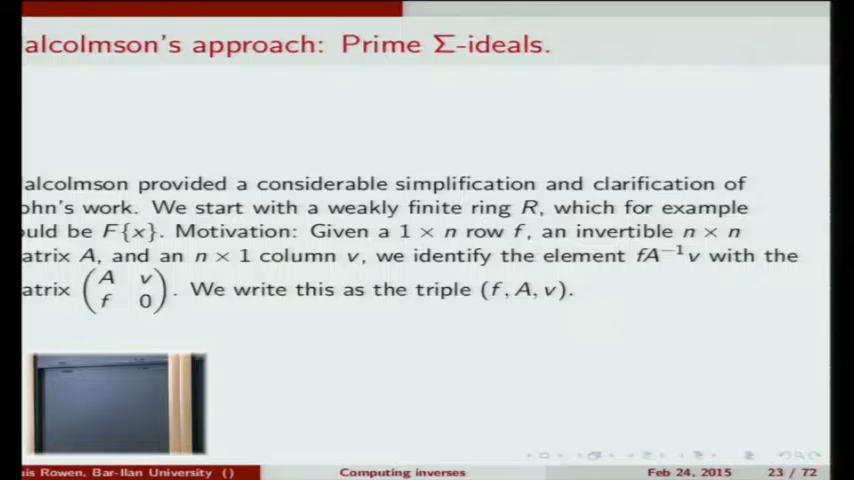 alcolmson's approach: Prime Σ-ideals.
alcolmson provided a considerable simplification and clarification of
ohn's work. We start with a weakly finite ring R, which for example
ould be F{x}. Motivation: Given a 1 × n row f, an invertible n × n
atrix A, and an n × 1 column v, we identify the element fA⁻¹v with the
atrix (A v
f 0). We write this as the triple (f, A, v).
is Rowen, Bar-Ilan University () Computing inverses Feb 24, 2015 23 / 72